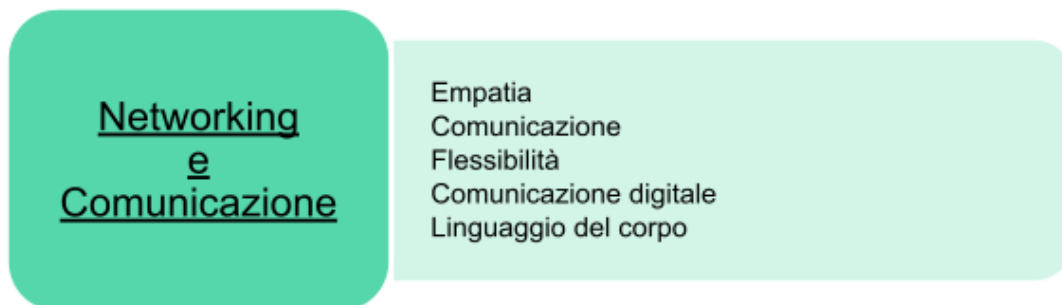 Networking
e
Comunicazione
Empatia
Comunicazione
Flessibilità
Comunicazione digitale
Linguaggio del corpo